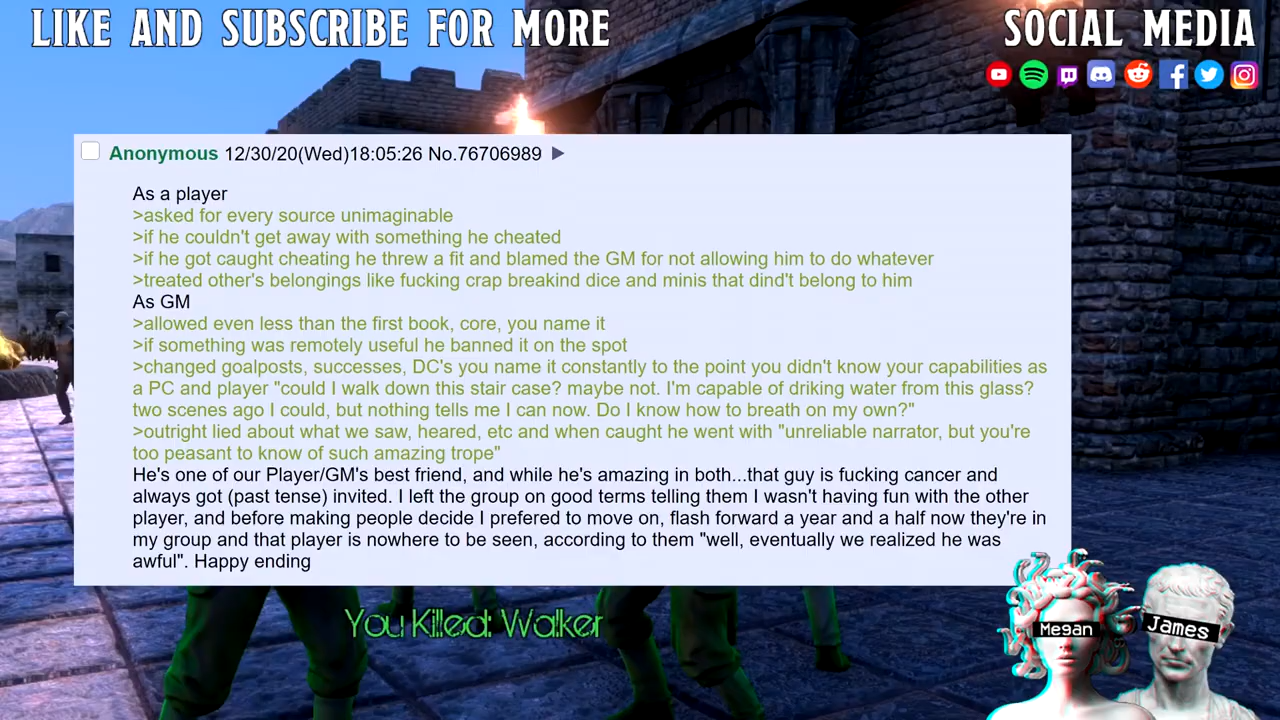 LIKE AND SUBSCRIBE FOR MORE
SOCIAL MEDIA
Anonymous 12/30/20(Wed)18:05:26 No.76706989
As a player
>asked for every source unimaginable
>if he couldn't get away with something he cheated
>if he got caught cheating he threw a fit and blamed the GM for not allowing him to do whatever
>treated other's belongings like fucking crap breakind dice and minis that dind't belong to him
As GM
>allowed even less than the first book, core, you name it
>if something was remotely useful he banned it on the spot
>changed goalposts, successes, DC's you name it constantly to the point you didn't know your capabilities as
a PC and player "could I walk down this stair case? maybe not. I'm capable of driking water from this glass?
two scenes ago I could, but nothing tells me I can now. Do I know how to breath on my own?"
>outright lied about what we saw, heared, etc and when caught he went with "unreliable narrator, but you're
too peasant to know of such amazing trope"
He's one of our Player/GM's best friend, and while he's amazing in both...that guy is fucking cancer and
always got (past tense) invited. I left the group on good terms telling them I wasn't having fun with the other
player, and before making people decide I prefered to move on, flash forward a year and a half now they're in
my group and that player is nowhere to be seen, according to them "well, eventually we realized he was
awful". Happy ending
You Killed: Walker
Megan
James